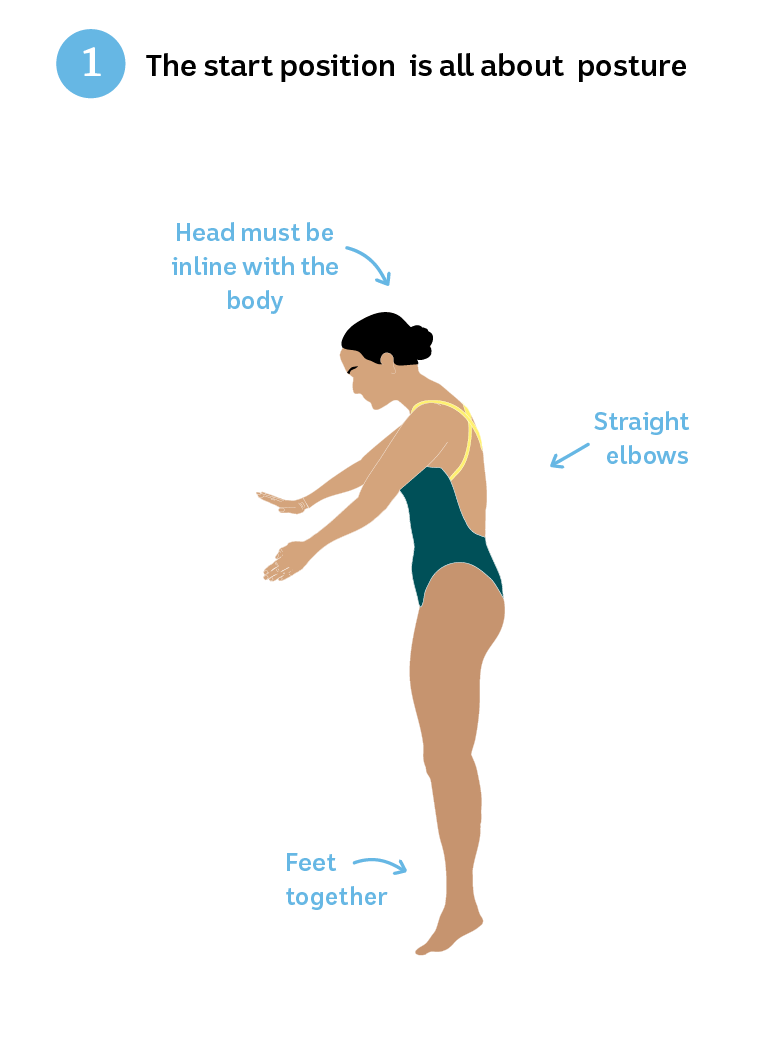 1 The start position is all about posture
Head must be
inline with the
body
Straight
elbows
Feet
together